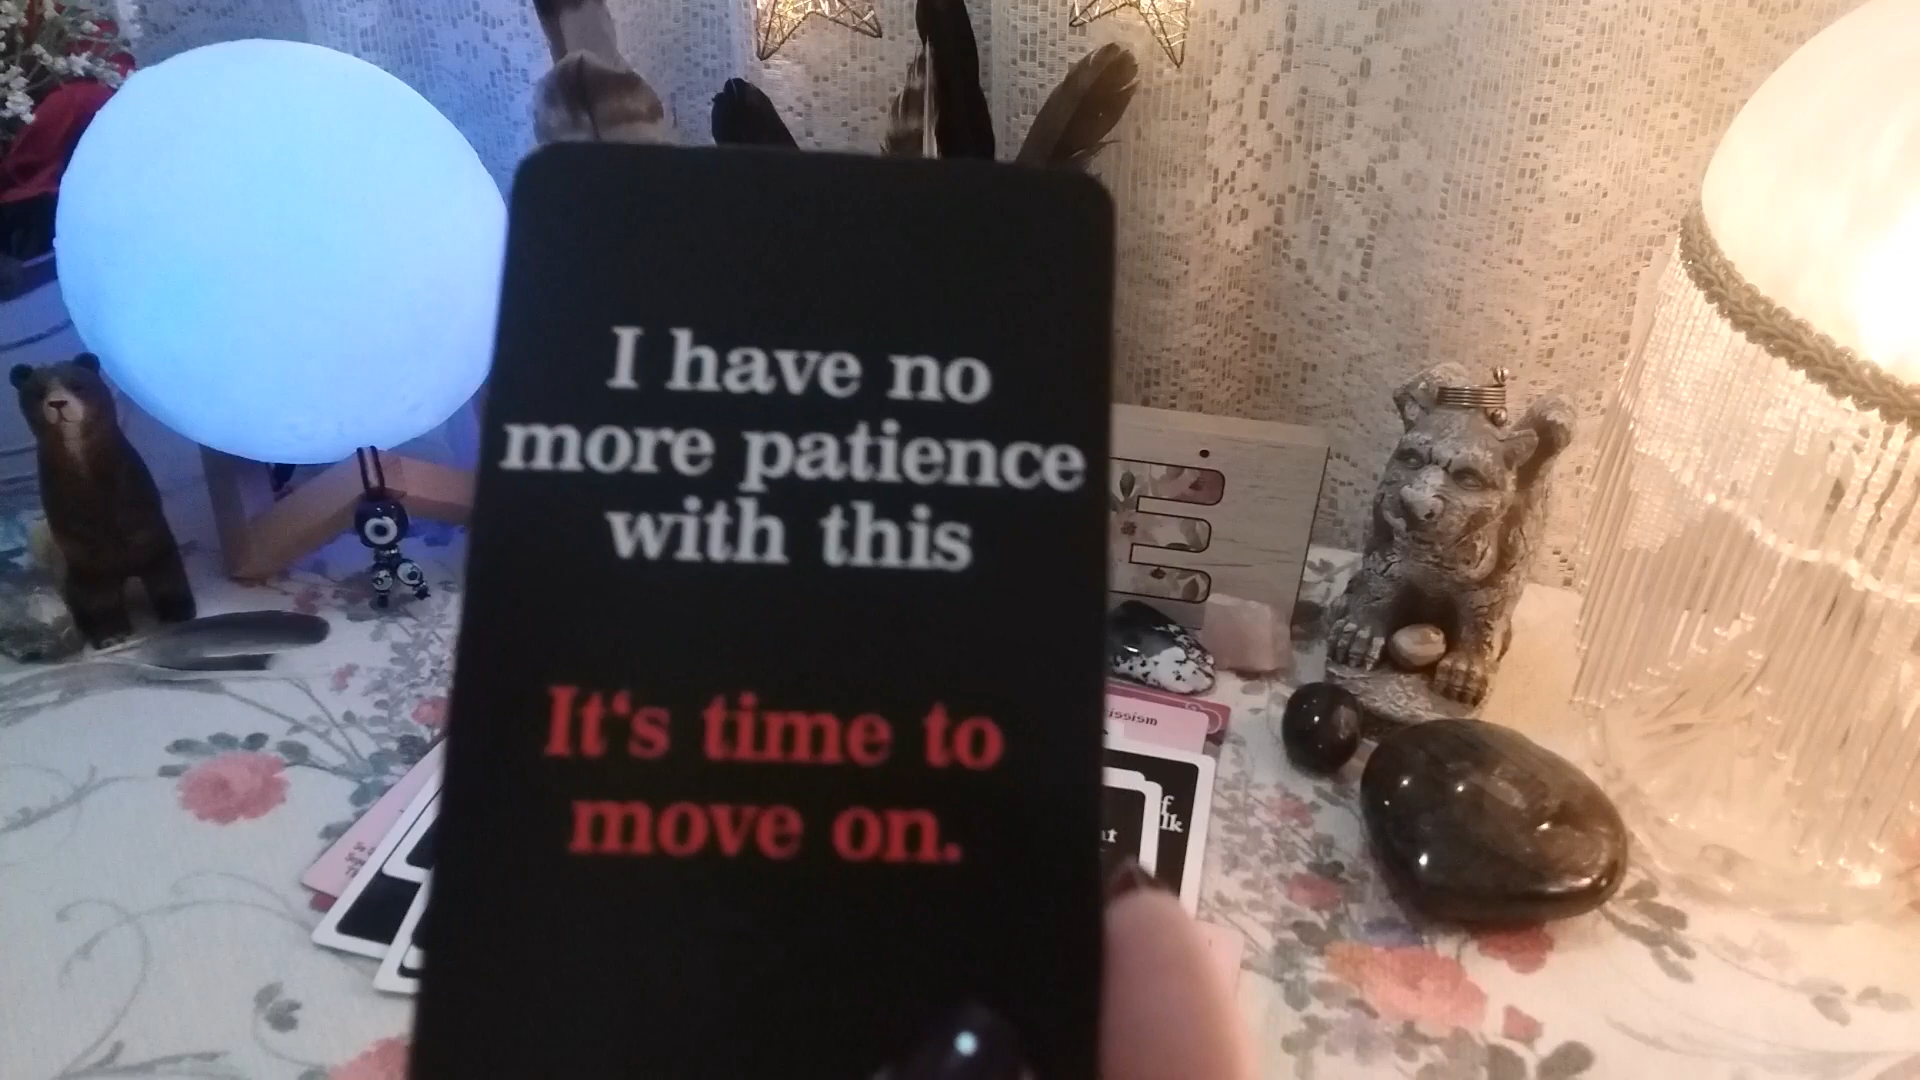 I have no
more patience
with this
It's time to
move on.
E